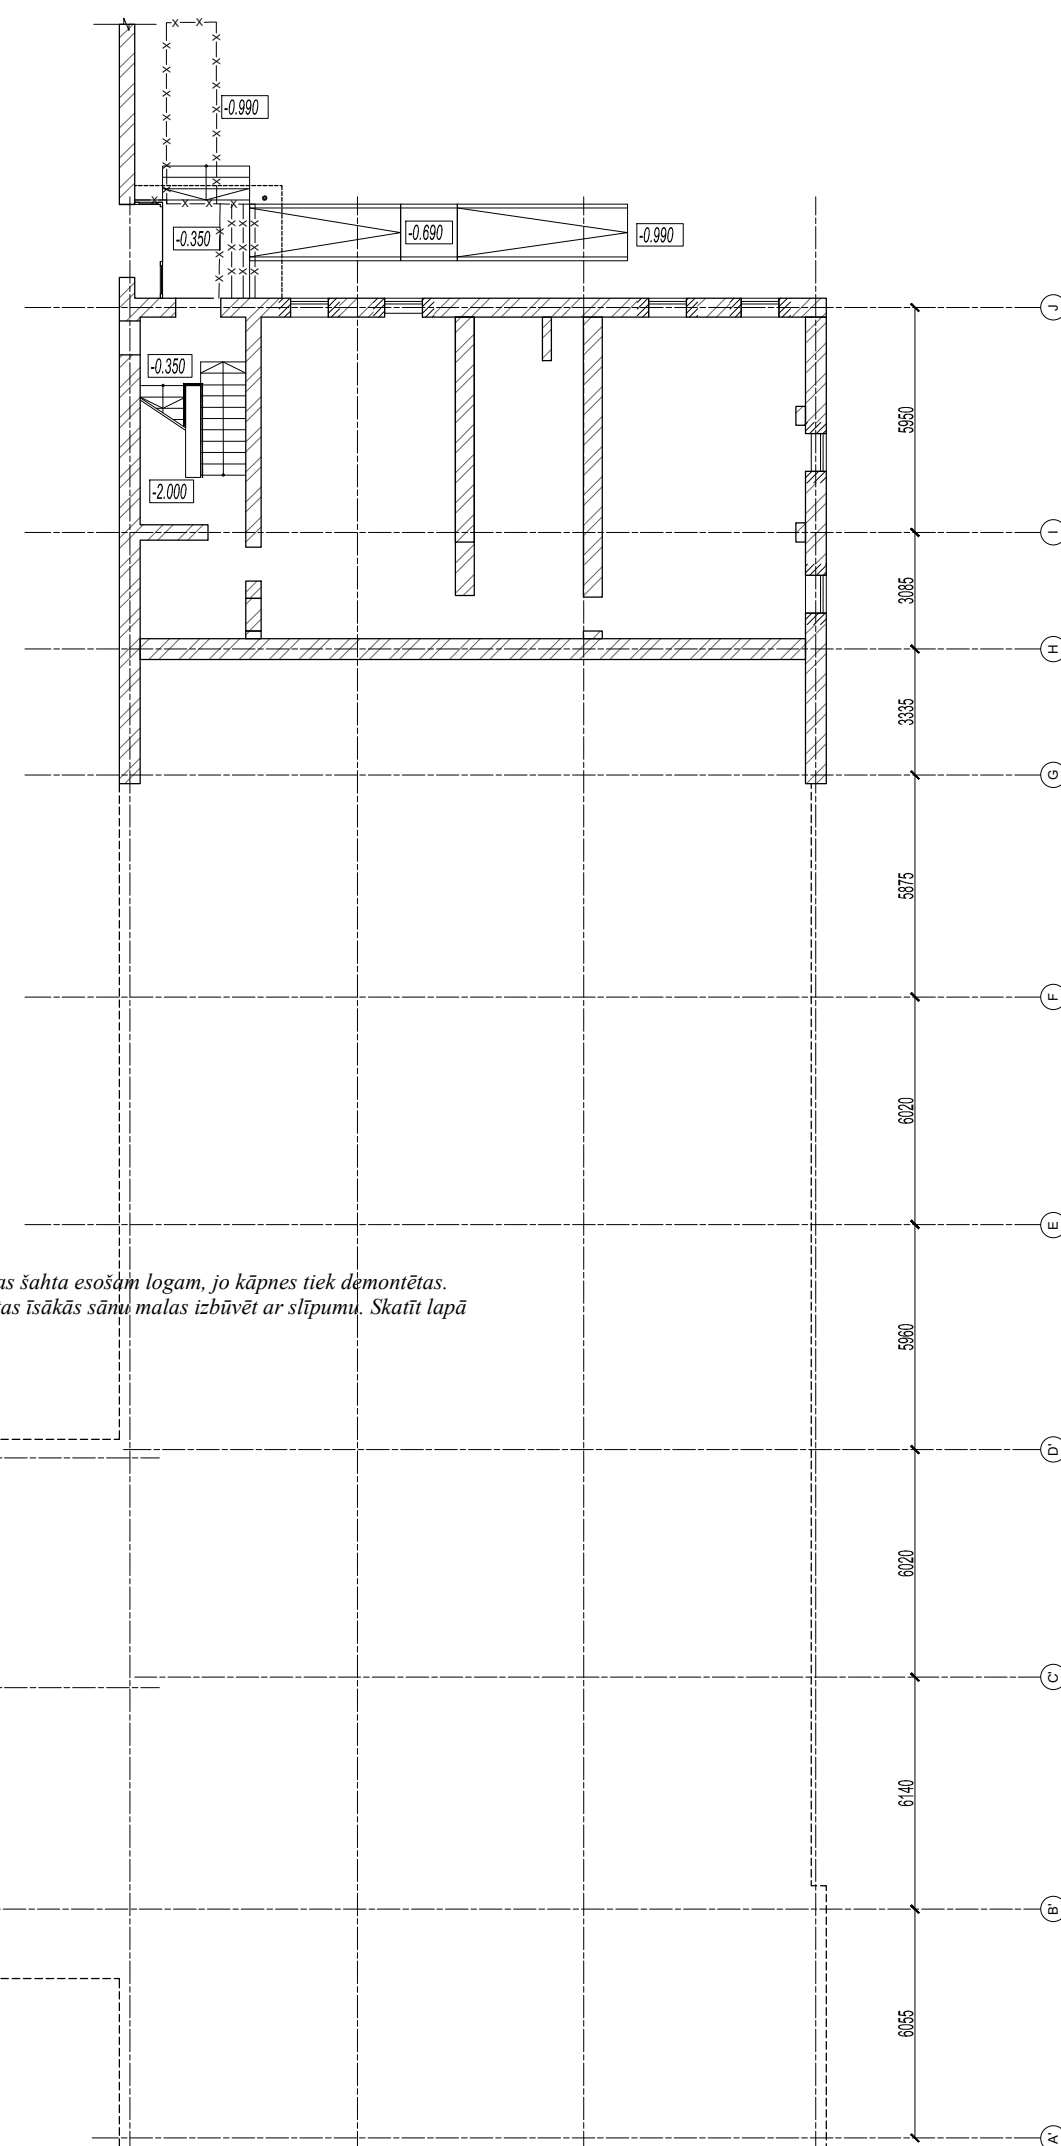 -0.990
-0.350
-0.690
-0.990
J
-0.350
5950
-2.000
I
3085
H
3335
G
5875
F
6020
E
as šahta esošam logam, jo kāpnes tiek demontētas.
as īsākās sānu malas izbūvēt ar slīpumu. Skatīt lapā
5960
D'
6020
C'
6140
B'
6055
A'